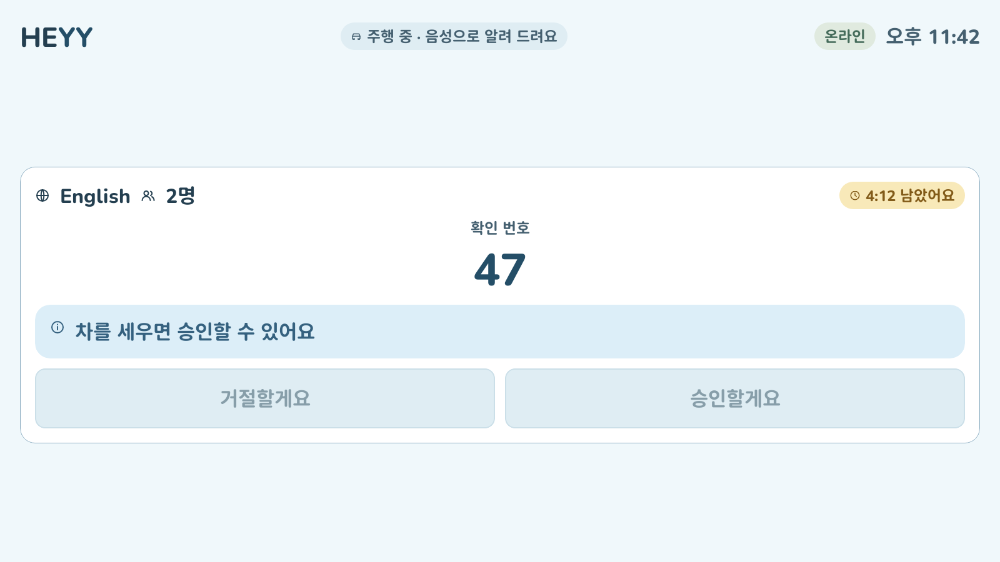 HEYY
주행 중 · 음성으로 알려 드려요
온라인
오후 11:42
English 2명
4:12 남았어요
확인 번호
47
차를 세우면 승인할 수 있어요
거절할게요
승인할게요